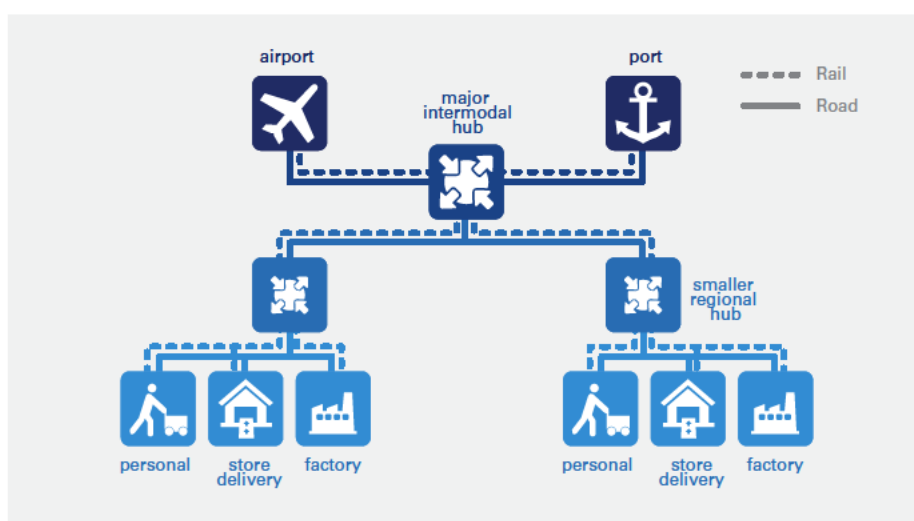 airport
port
Rail
Road
major
intermodal
hub
smaller
regional
hub
personal
store
delivery
factory
personal
store
delivery
factory